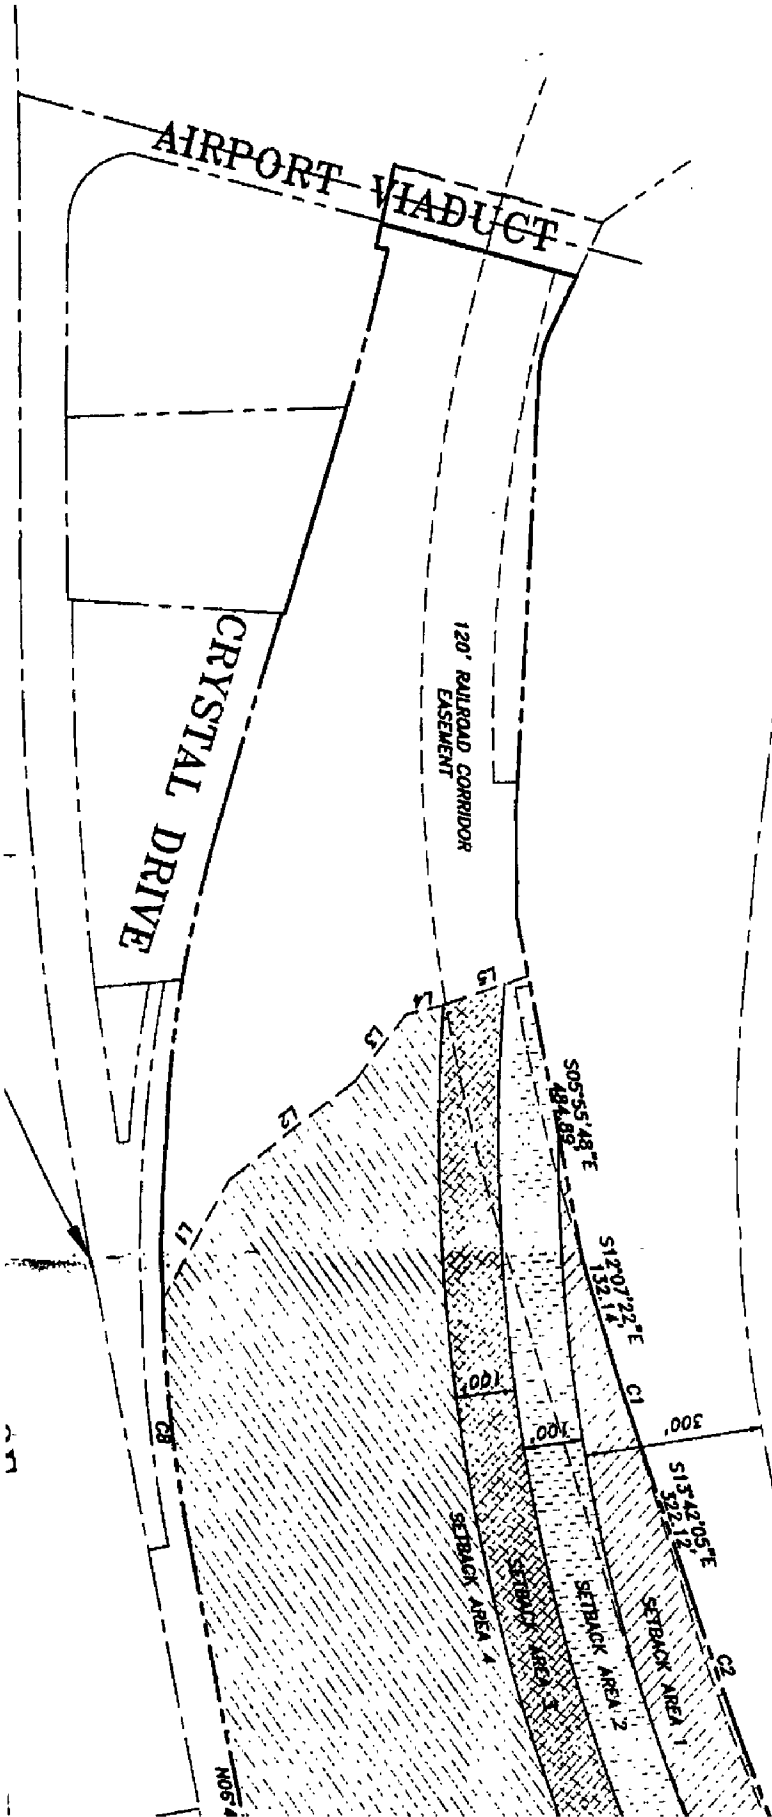 AIRPORT VIADUCT
CRYSTAL DRIVE
120' RAILROAD CORRIDOR
EASEMENT
L5
L4
L3
L2
L1
S05°55'48"E
484.89'
S12°07'22"E
132.14'
C1
300'
100'
100'
S13°42'05"E
322.12'
C8
C2
SETBACK AREA 1
SETBACK AREA 2
SETBACK AREA 3
SETBACK AREA 4
N06°4